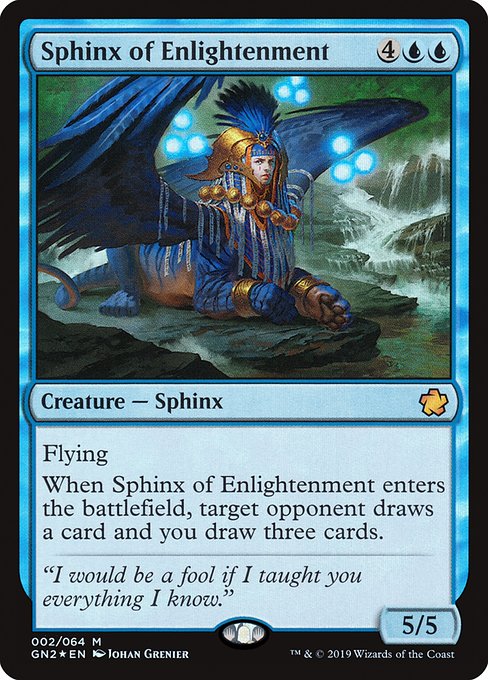 Sphinx of Enlightenment 4
Creature — Sphinx
Flying
When Sphinx of Enlightenment enters
the battlefield, target opponent draws
a card and you draw three cards.
“I would be a fool if I taught you
everything I know.”
5/5
002/064 M
GN2★EN Johan Grenier
™ & © 2019 Wizards of the Coast